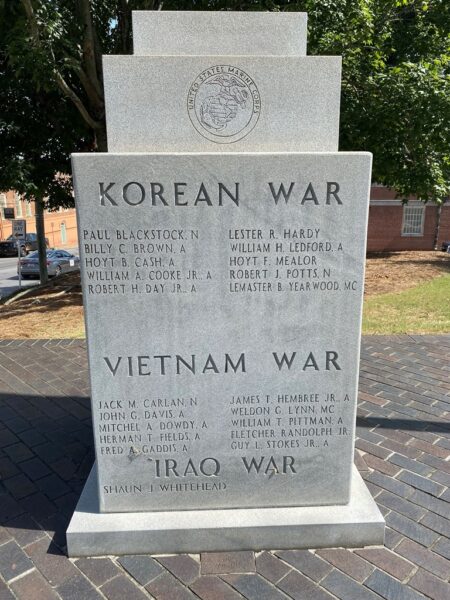 UNITED STATES MARINE CORPS
KOREAN WAR
PAUL BLACKSTOCK, N
BILLY C. BROWN, A
HOYT B. CASH, A
WILLIAM A. COOKE JR., A
ROBERT H. DAY JR., A
LESTER R. HARDY
WILLIAM H. LEDFORD, A
HOYT F. MEALOR
ROBERT J. POTTS, N
LEMASTER B. YEARWOOD, MC
VIETNAM WAR
JACK M. CARLAN, N
JOHN G. DAVIS, A
MITCHEL A. DOWDY, A
HERMAN T. FIELDS, A
FRED A. GADDIS, A
JAMES T. HEMBREE JR., A
WELDON G. LYNN, MC
WILLIAM T. PITTMAN, A
FLETCHER RANDOLPH JR.
GUY L. STOKES JR., A
IRAQ WAR
SHAUN J. WHITEHEAD